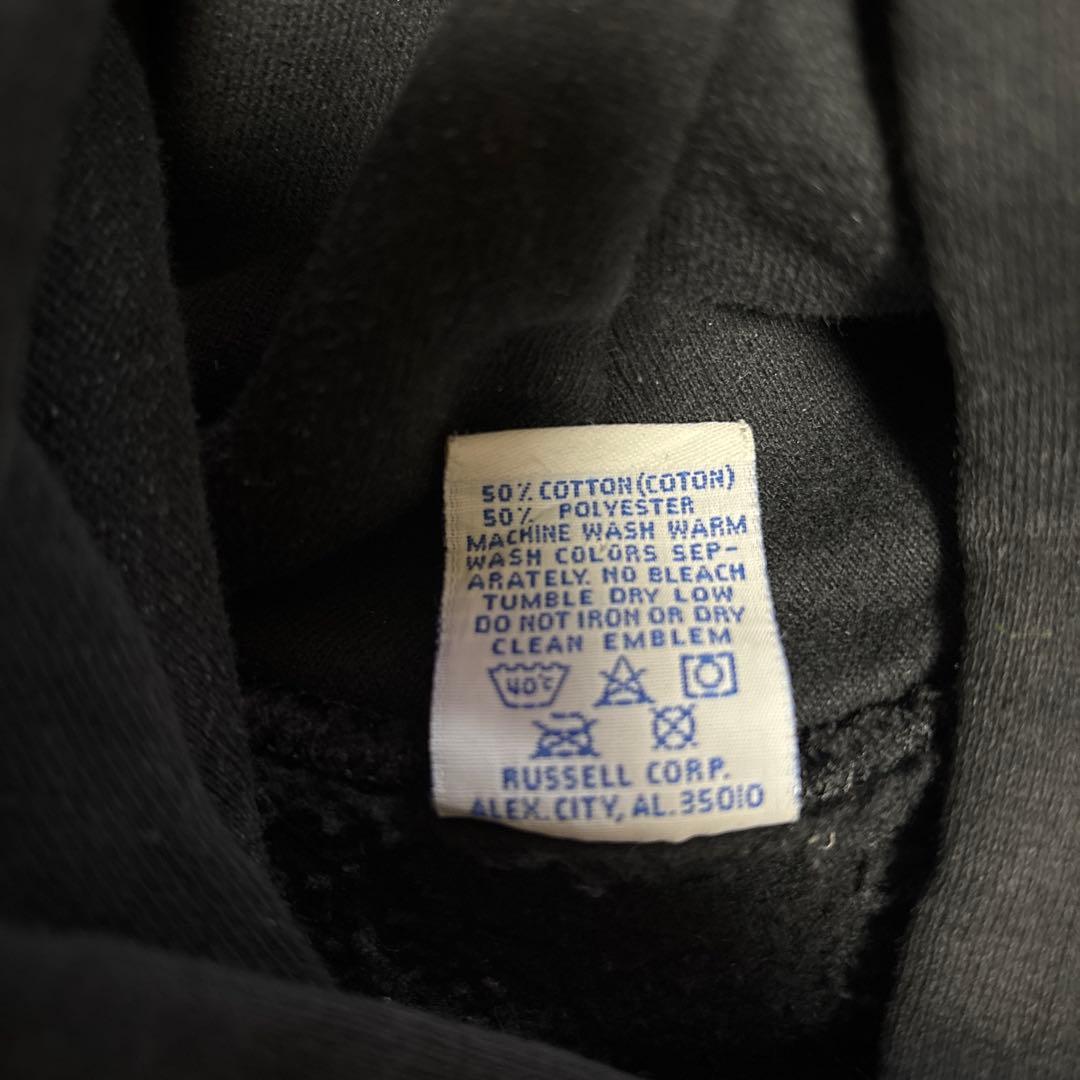 50% COTTON(COTON)
50% POLYESTER
MACHINE WASH WARM
WASH COLORS SEP-
ARATELY. NO BLEACH
TUMBLE DRY LOW
DO NOT IRON OR DRY
CLEAN EMBLEM
40°C
RUSSELL CORP.
ALEX. CITY, AL. 35010